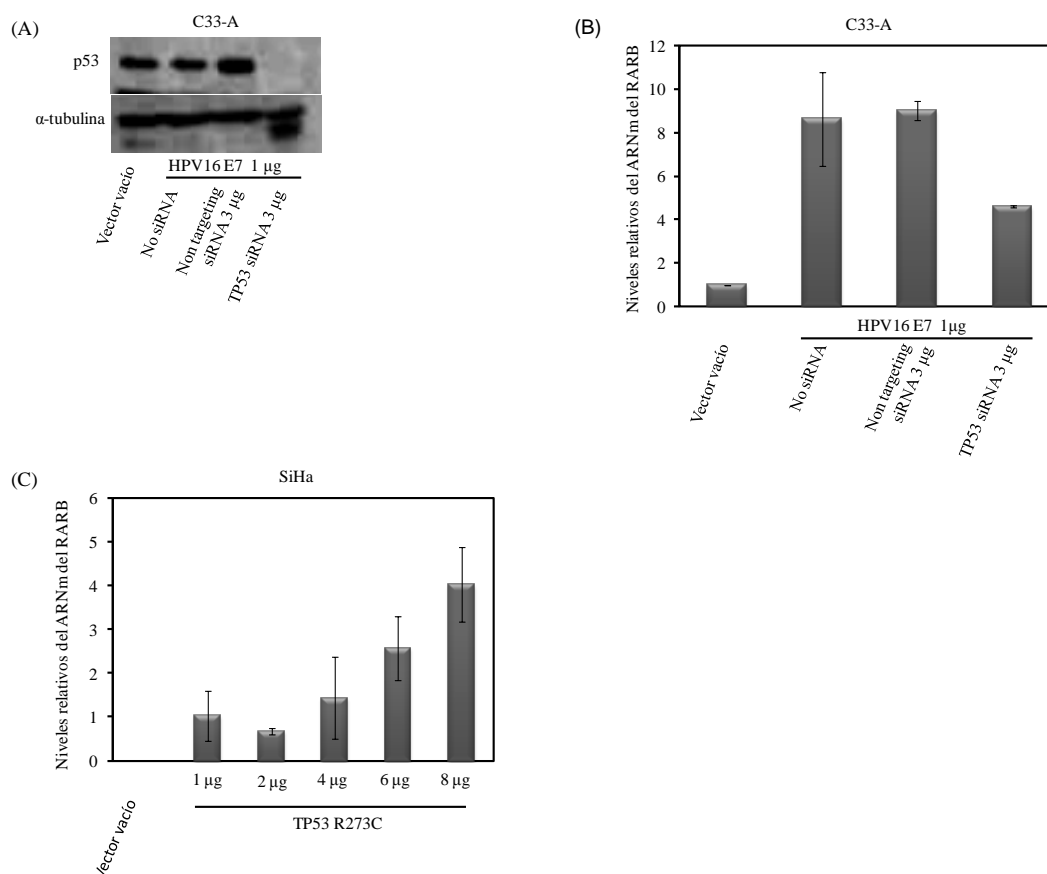 (A)
C33-A
p53
α-tubulina
HPV16 E7 1 µg
Vector vacío
No siRNA
Non targeting
siRNA 3 µg
TP53 siRNA 3 µg
(B)
C33-A
Niveles relativos del ARNm del RARB
12
10
8
6
4
2
0
HPV16 E7 1µg
Vector vacío
No siRNA
Non targeting
siRNA 3 µg
TP53 siRNA 3 µg
(C)
SiHa
Niveles relativos del ARNm del RARB
6
5
4
3
2
1
0
1 µg 2 µg 4 µg 6 µg 8 µg
Vector vacío
TP53 R273C